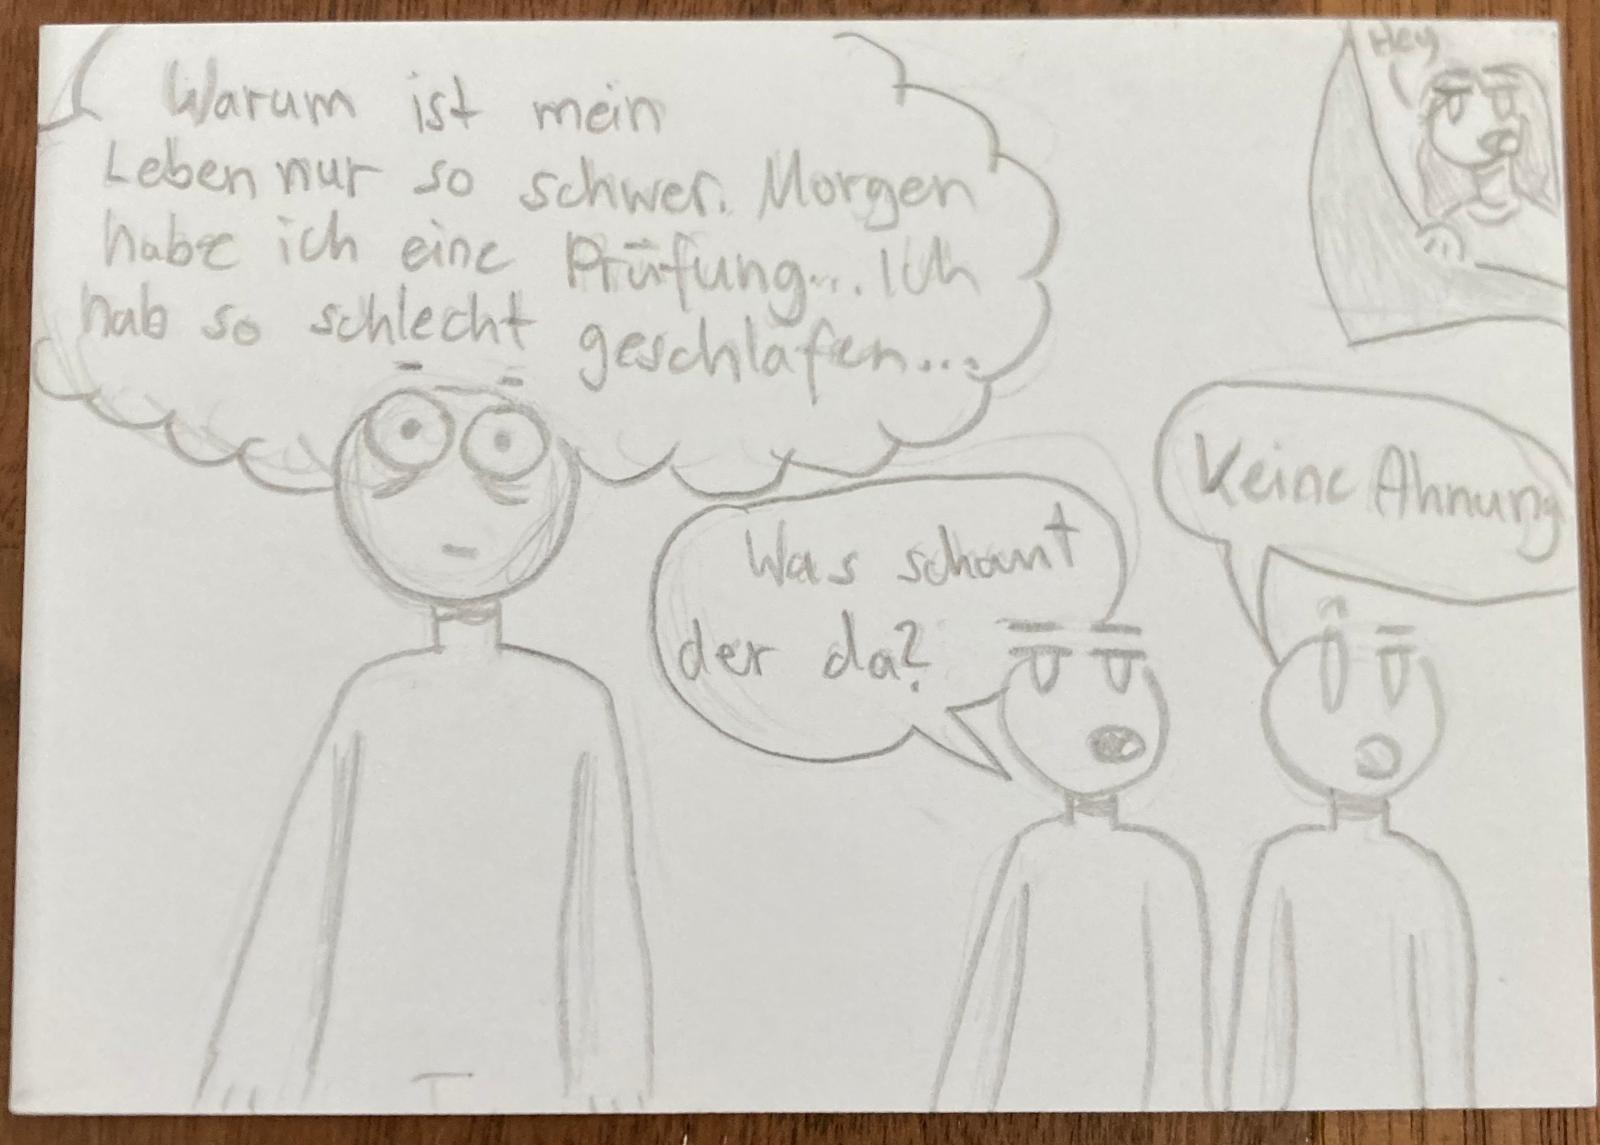 Warum ist mein
Leben nur so schwer. Morgen
habe ich eine Prüfung... Ich
hab so schlecht geschlafen...
Hey
Was schaut
der da?
Keine Ahnung